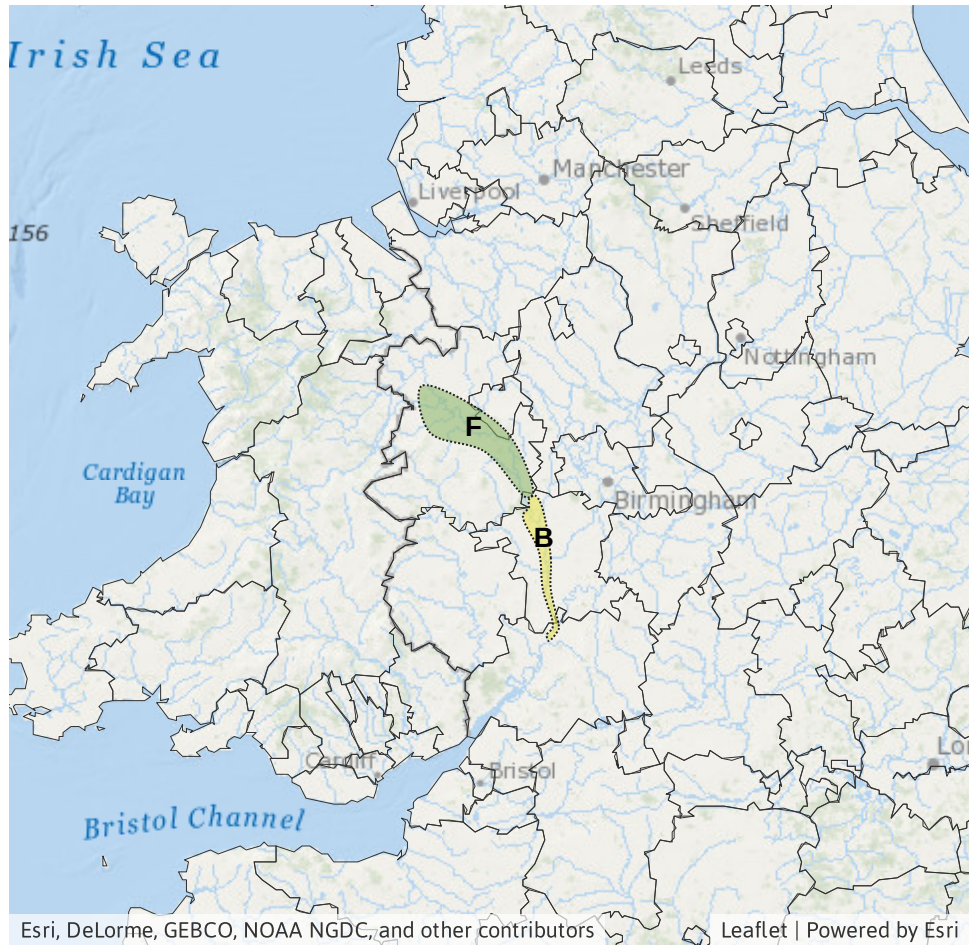 Irish Sea
Leeds
Manchester
Liverpool
Sheffield
156
Nottingham
F
Cardigan
Bay
Birmingham
B
Lo
Cardiff
Bristol
Bristol Channel
Esri, DeLorme, GEBCO, NOAA NGDC, and other contributors
Leaflet | Powered by Esri